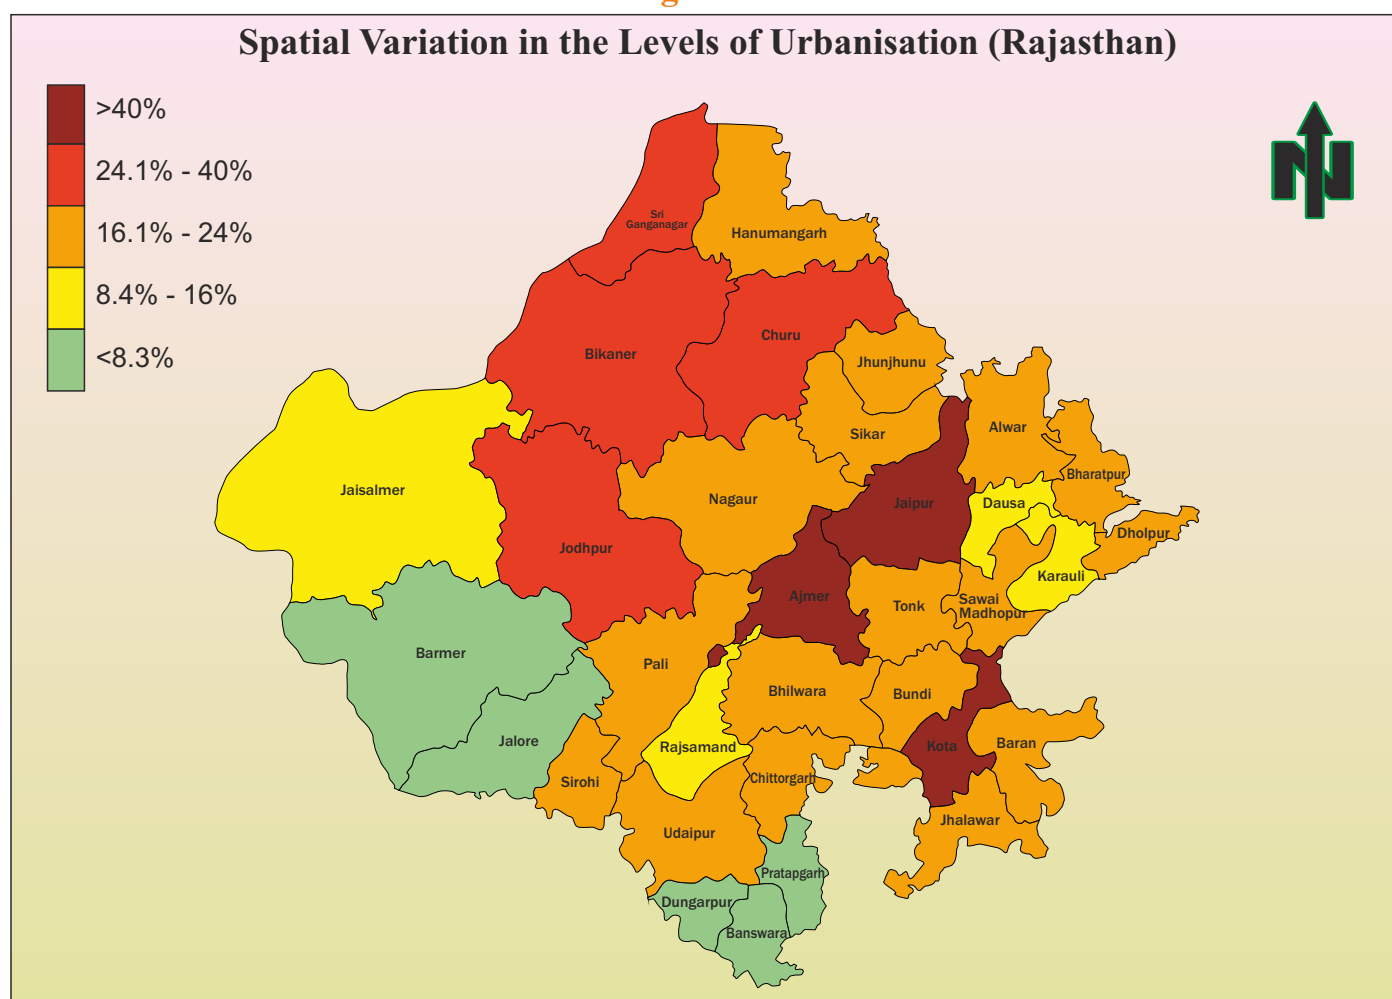 Spatial Variation in the Levels of Urbanisation (Rajasthan)
>40%
24.1% - 40%
16.1% - 24%
8.4% - 16%
<8.3%
N
Sri
Ganganagar
Hanumangarh
Churu
Bikaner
Jhunjhunu
Sikar
Alwar
Bharatpur
Jaisalmer
Nagaur
Jaipur
Dausa
Dholpur
Jodhpur
Karauli
Ajmer
Tonk
Sawai
Madhopur
Barmer
Pali
Bhilwara
Bundi
Jalore
Rajsamand
Kota
Baran
Sirohi
Chittorgarh
Udaipur
Jhalawar
Pratapgarh
Dungarpur
Banswara